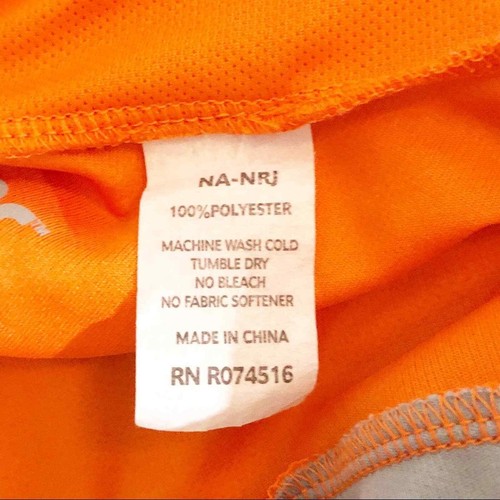 NA-NRJ
100%POLYESTER
MACHINE WASH COLD
TUMBLE DRY
NO BLEACH
NO FABRIC SOFTENER
MADE IN CHINA
RN R074516
TM